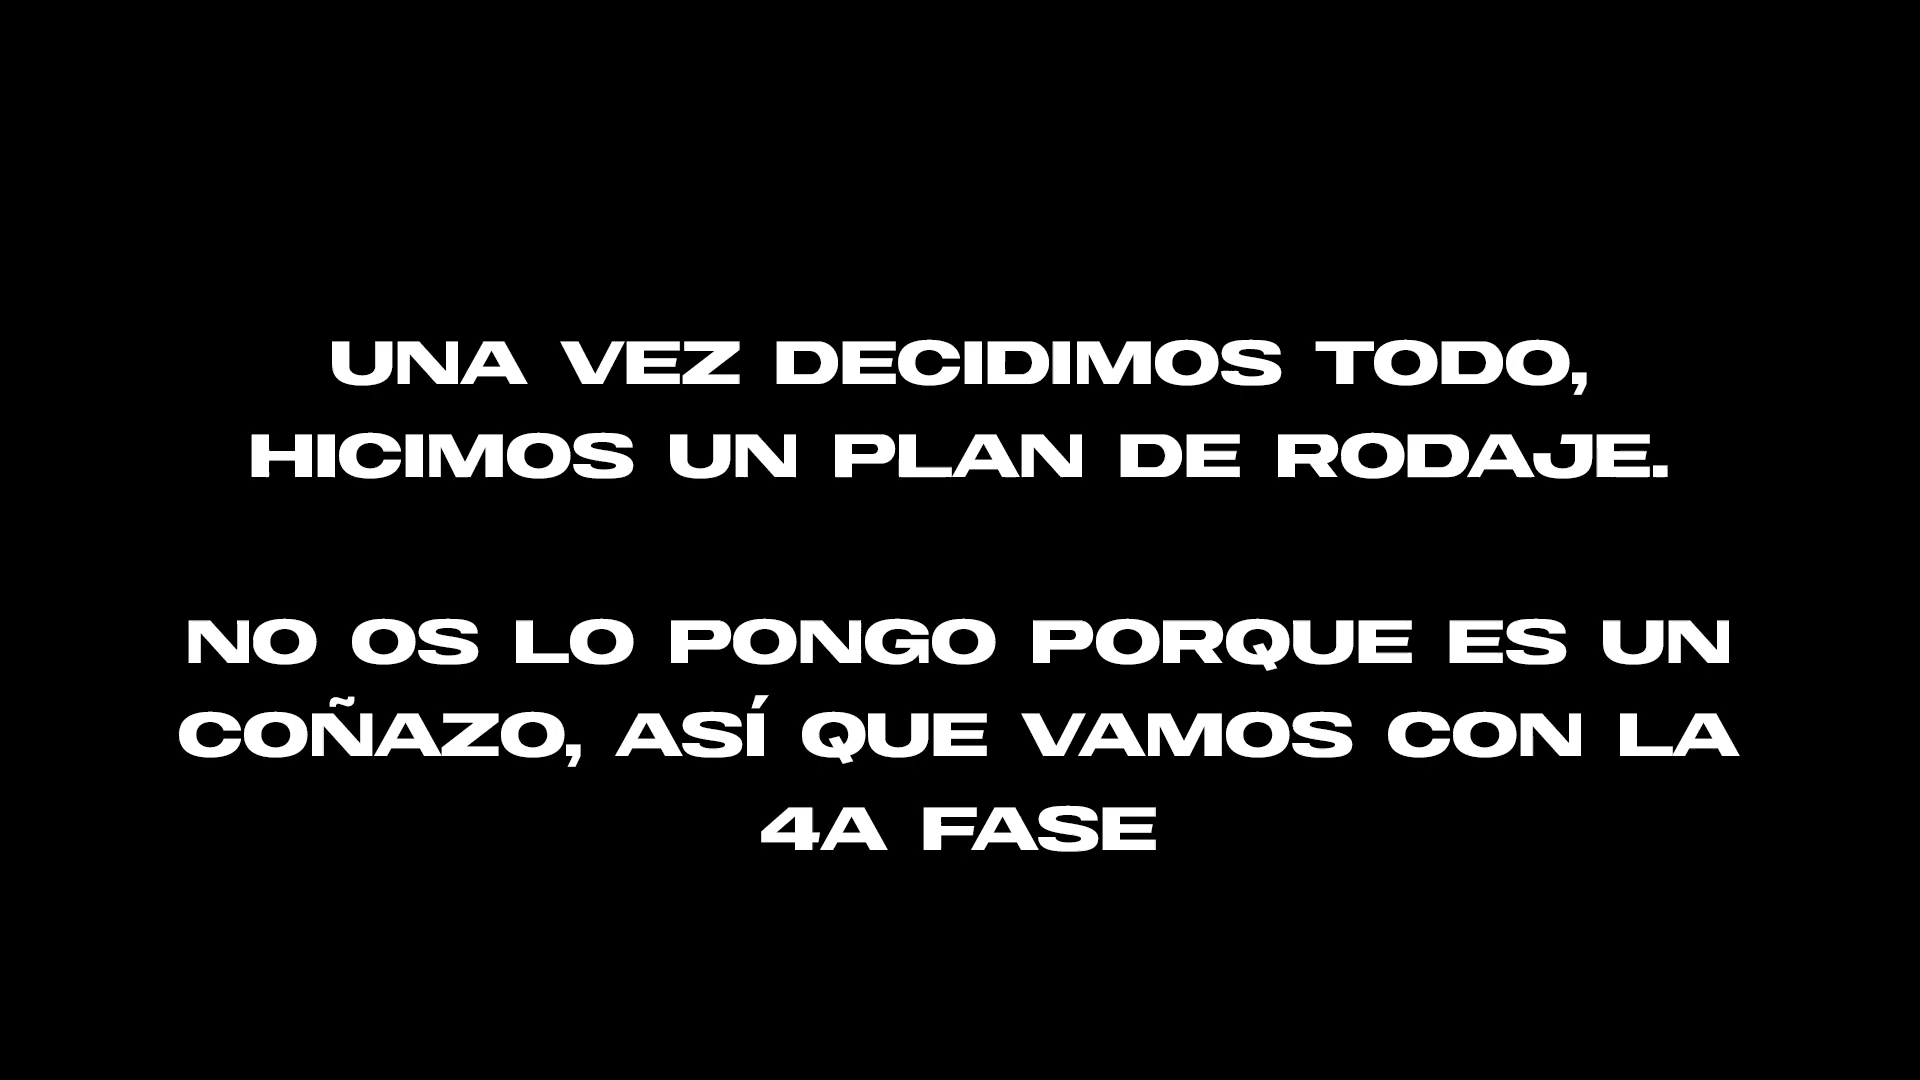 UNA VEZ DECIDIMOS TODO,
HICIMOS UN PLAN DE RODAJE.
NO OS LO PONGO PORQUE ES UN
COÑAZO, ASÍ QUE VAMOS CON LA
4A FASE